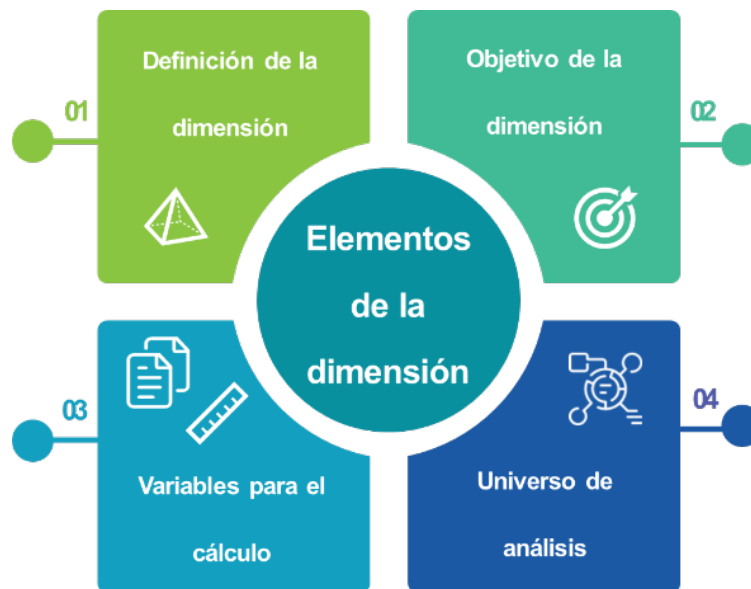 01
Definición de la
dimensión
Objetivo de la
dimensión
02
Elementos
de la
dimensión
03
Variables para el
cálculo
Universo de
análisis
04